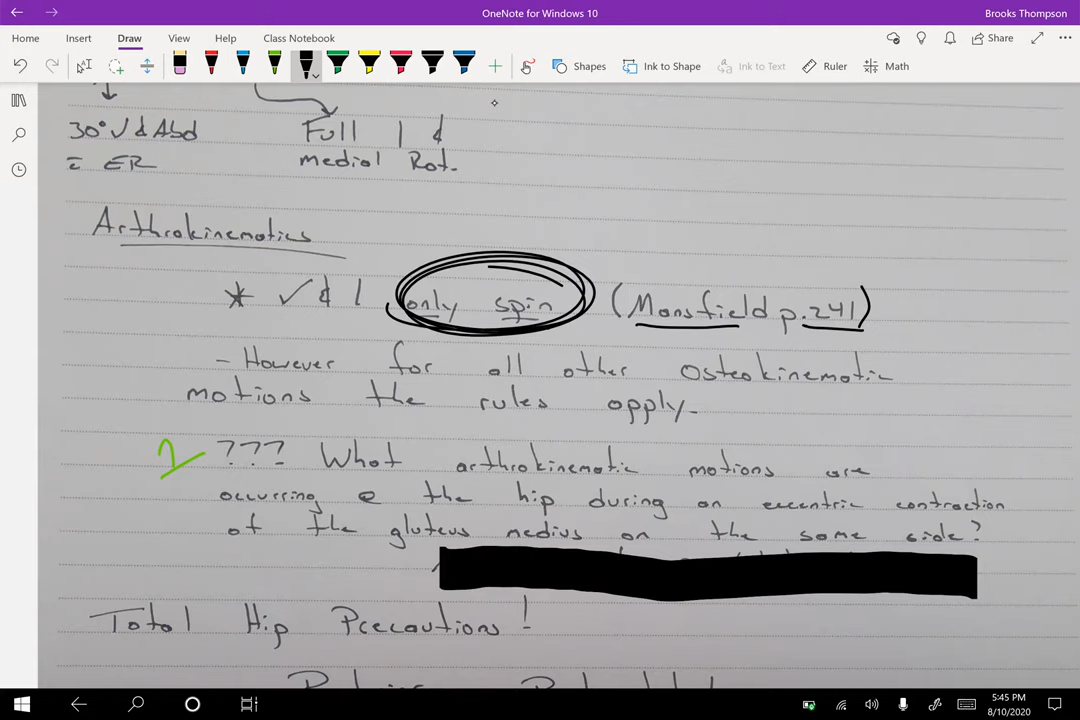 OneNote for Windows 10
Brooks Thompson
Home Insert Draw View Help Class Notebook
Share
Shapes Ink to Shape Ink to Text Ruler Math
30° ✓ & Abd Full | &
c̄ ER medial Rot.
Arthrokinematics
* ✓ & | only spin (Mansfield p.241)
- However for all other Osteokinematic
motions the rules apply.
2 ??? What arthrokinematic motions are
occurring @ the hip during an eccentric contraction
of the gluteus medius on the same side?
Total Hip Precautions!
5:45 PM
8/10/2020